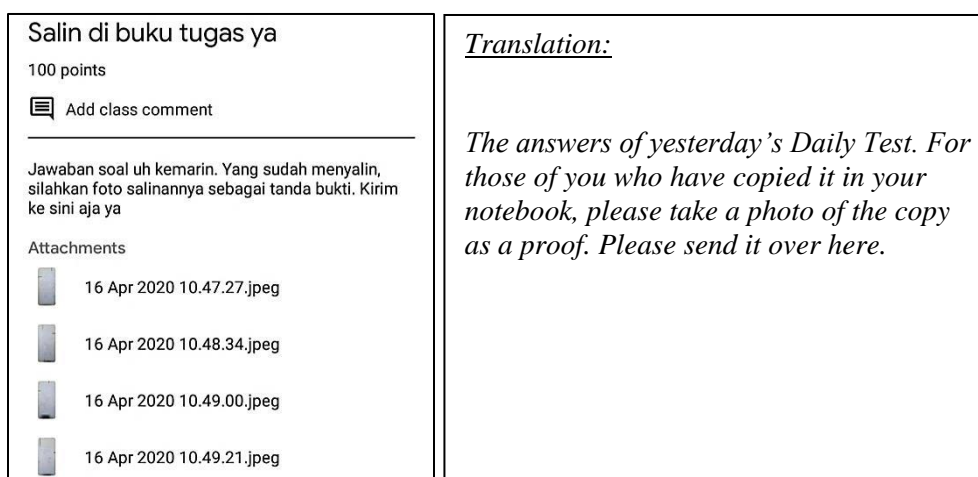 Salin di buku tugas ya
100 points
Add class comment
Jawaban soal uh kemarin. Yang sudah menyalin,
silahkan foto salinannya sebagai tanda bukti. Kirim
ke sini aja ya
Attachments
16 Apr 2020 10.47.27.jpeg
16 Apr 2020 10.48.34.jpeg
16 Apr 2020 10.49.00.jpeg
16 Apr 2020 10.49.21.jpeg
Translation:
The answers of yesterday’s Daily Test. For
those of you who have copied it in your
notebook, please take a photo of the copy
as a proof. Please send it over here.